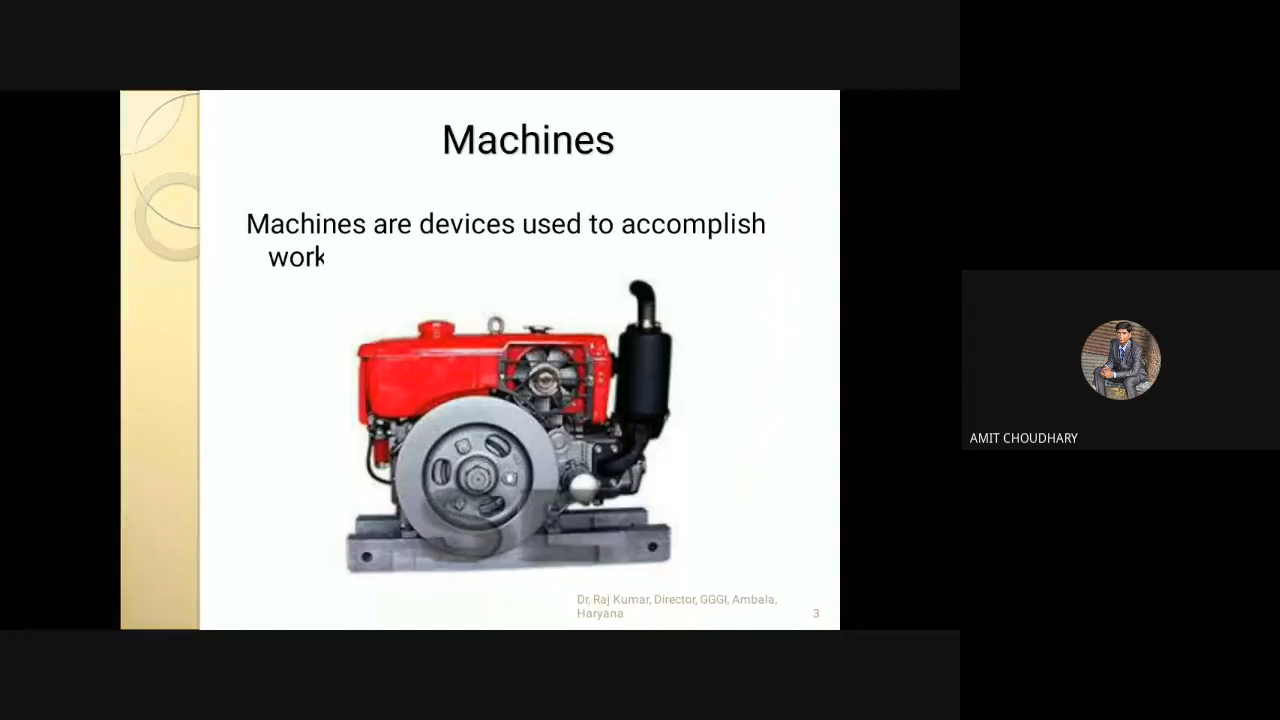 Machines
Machines are devices used to accomplish
work
Dr, Raj Kumar, Director, GGGI, Ambala,
Haryana
3
AMIT CHOUDHARY